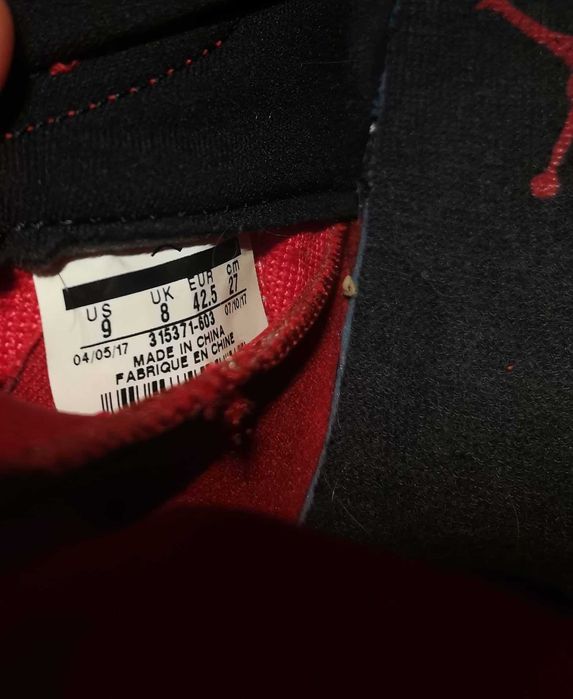 US UK EUR cm
9 8 42.5 27
04/05/17 315371-603 07/10/17
MADE IN CHINA
FABRIQUE EN CHINE